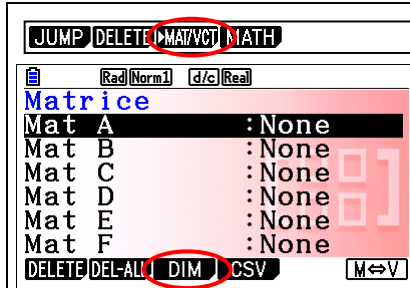 JUMP DELETE ▶MAT/VCT MATH
Rad Norm1 d/c Real
Matrice
Mat A :None
Mat B :None
Mat C :None
Mat D :None
Mat E :None
Mat F :None
DELETE DEL-ALL DIM CSV M⇔V